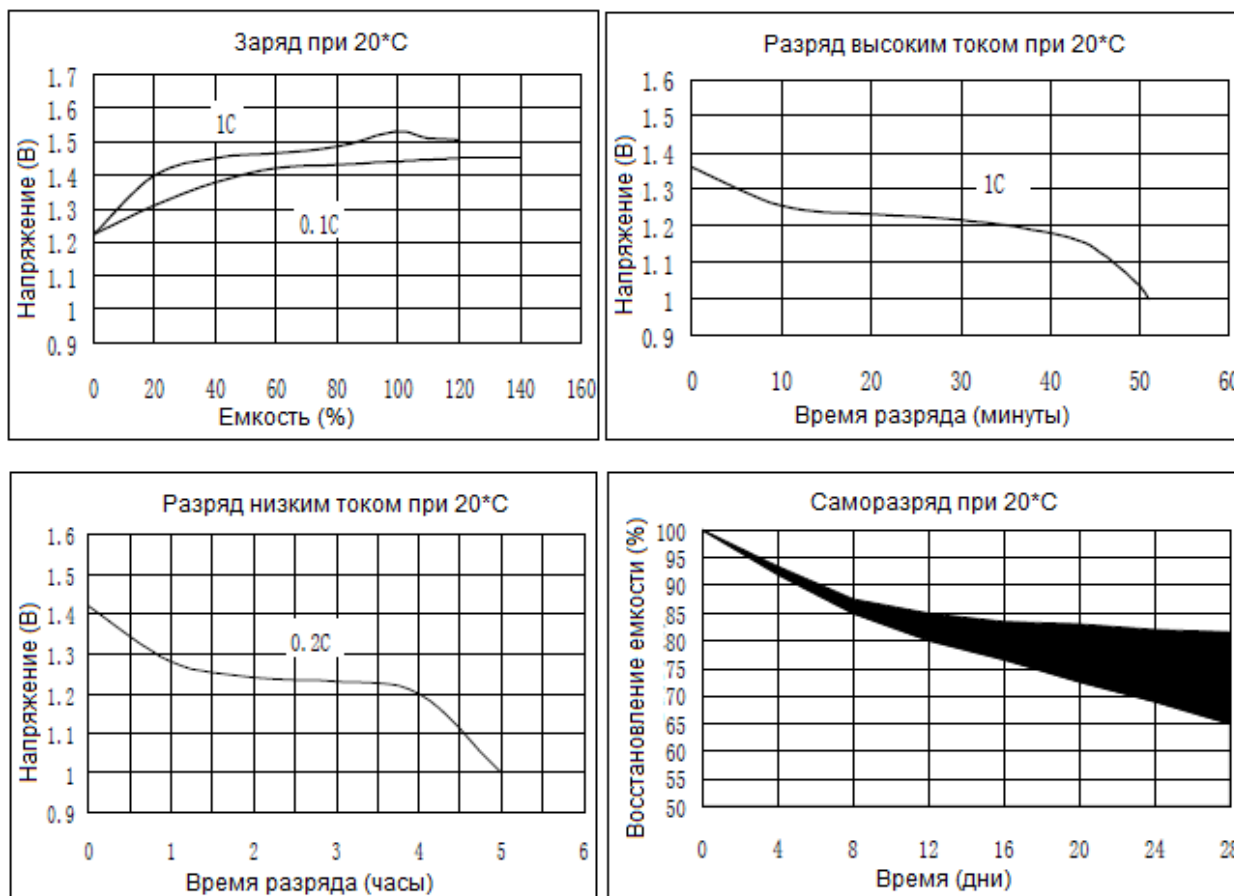 Заряд при 20*С
Напряжение (В)
1.7
1.6
1.5
1.4
1.3
1.2
1.1
1
0.9
1C
0.1C
0 20 40 60 80 100 120 140 160
Емкость (%)
Разряд высоким током при 20*С
Напряжение (В)
1.6
1.5
1.4
1.3
1.2
1.1
1
0.9
1C
0 10 20 30 40 50 60
Время разряда (минуты)
Разряд низким током при 20*С
Напряжение (В)
1.6
1.5
1.4
1.3
1.2
1.1
1
0.9
0.2C
0 1 2 3 4 5 6
Время разряда (часы)
Саморазряд при 20*С
Восстановление емкости (%)
100
95
90
85
80
75
70
65
60
55
50
0 4 8 12 16 20 24 28
Время (дни)